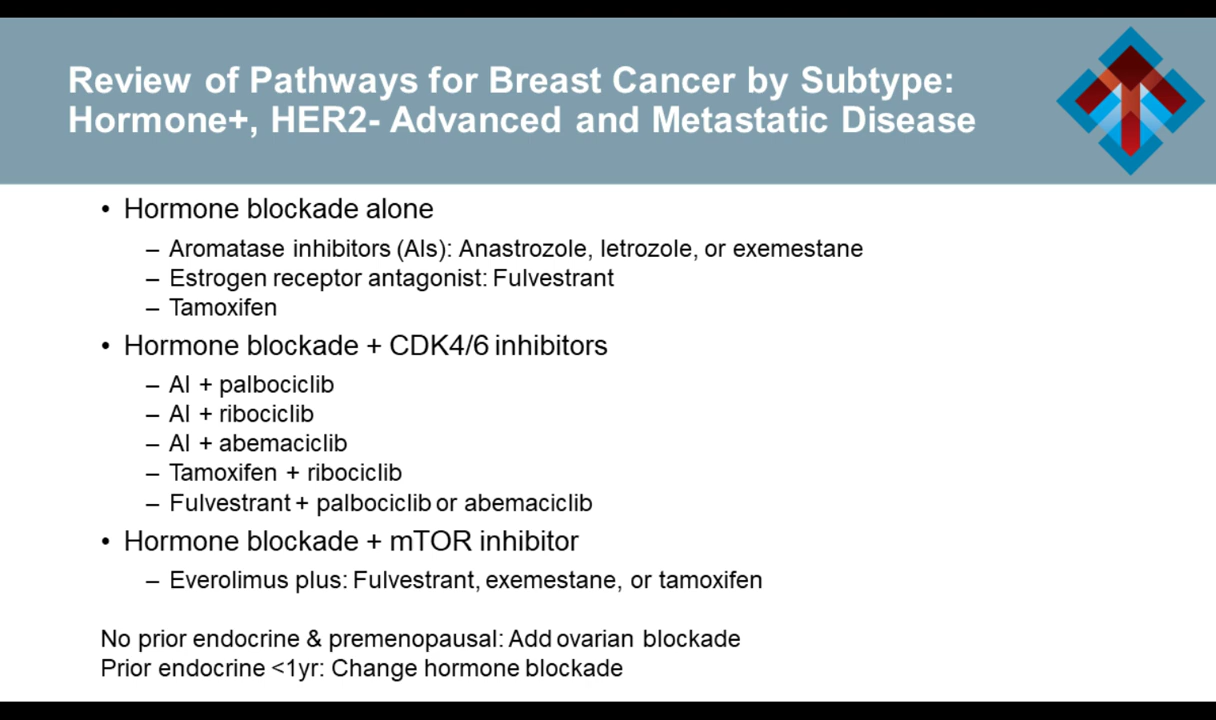 Review of Pathways for Breast Cancer by Subtype:
Hormone+, HER2- Advanced and Metastatic Disease
• Hormone blockade alone
– Aromatase inhibitors (AIs): Anastrozole, letrozole, or exemestane
– Estrogen receptor antagonist: Fulvestrant
– Tamoxifen
• Hormone blockade + CDK4/6 inhibitors
– AI + palbociclib
– AI + ribociclib
– AI + abemaciclib
– Tamoxifen + ribociclib
– Fulvestrant + palbociclib or abemaciclib
• Hormone blockade + mTOR inhibitor
– Everolimus plus: Fulvestrant, exemestane, or tamoxifen
No prior endocrine & premenopausal: Add ovarian blockade
Prior endocrine <1yr: Change hormone blockade